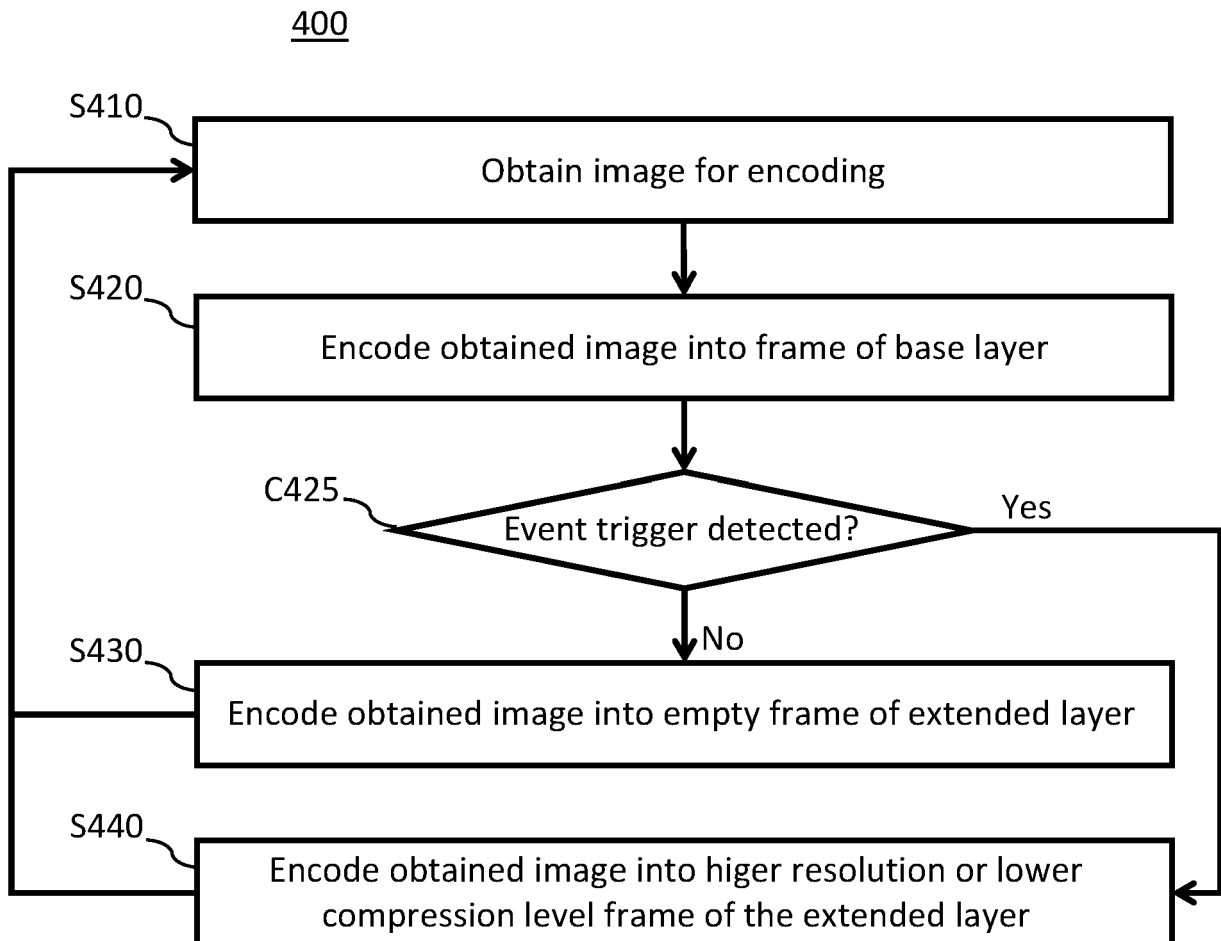 400
S410
Obtain image for encoding
S420
Encode obtained image into frame of base layer
C425
Event trigger detected?
Yes
No
S430
Encode obtained image into empty frame of extended layer
S440
Encode obtained image into higer resolution or lower
compression level frame of the extended layer